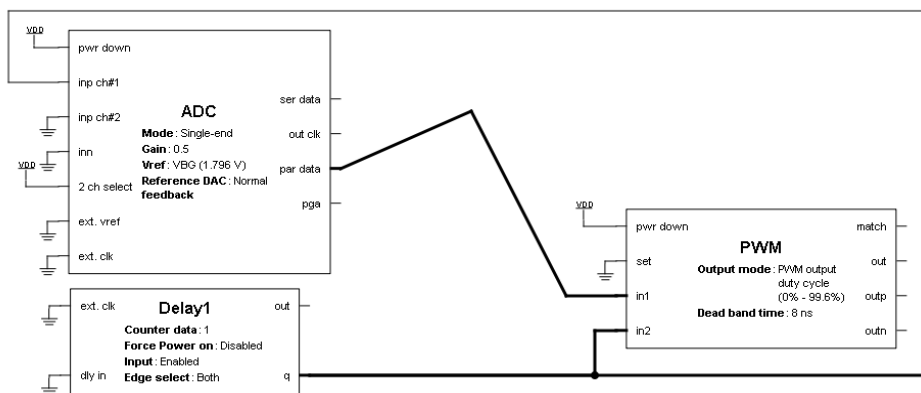 VDD
pwr down
inp ch#1
ADC
ser data
inp ch#2
Mode: Single-end
out clk
Gain: 0.5
inn
Vref: VBG (1.796 V)
par data
VDD
2 ch select
Reference DAC: Normal
feedback
pga
ext. vref
ext. clk
VDD
pwr down
match
PWM
set
Output mode: PWM output
out
duty cycle
(0% - 99.6%)
in1
outp
Dead band time: 8 ns
in2
outn
ext. clk
Delay1
out
Counter data: 1
Force Power on: Disabled
Input: Enabled
dly in
Edge select: Both
q